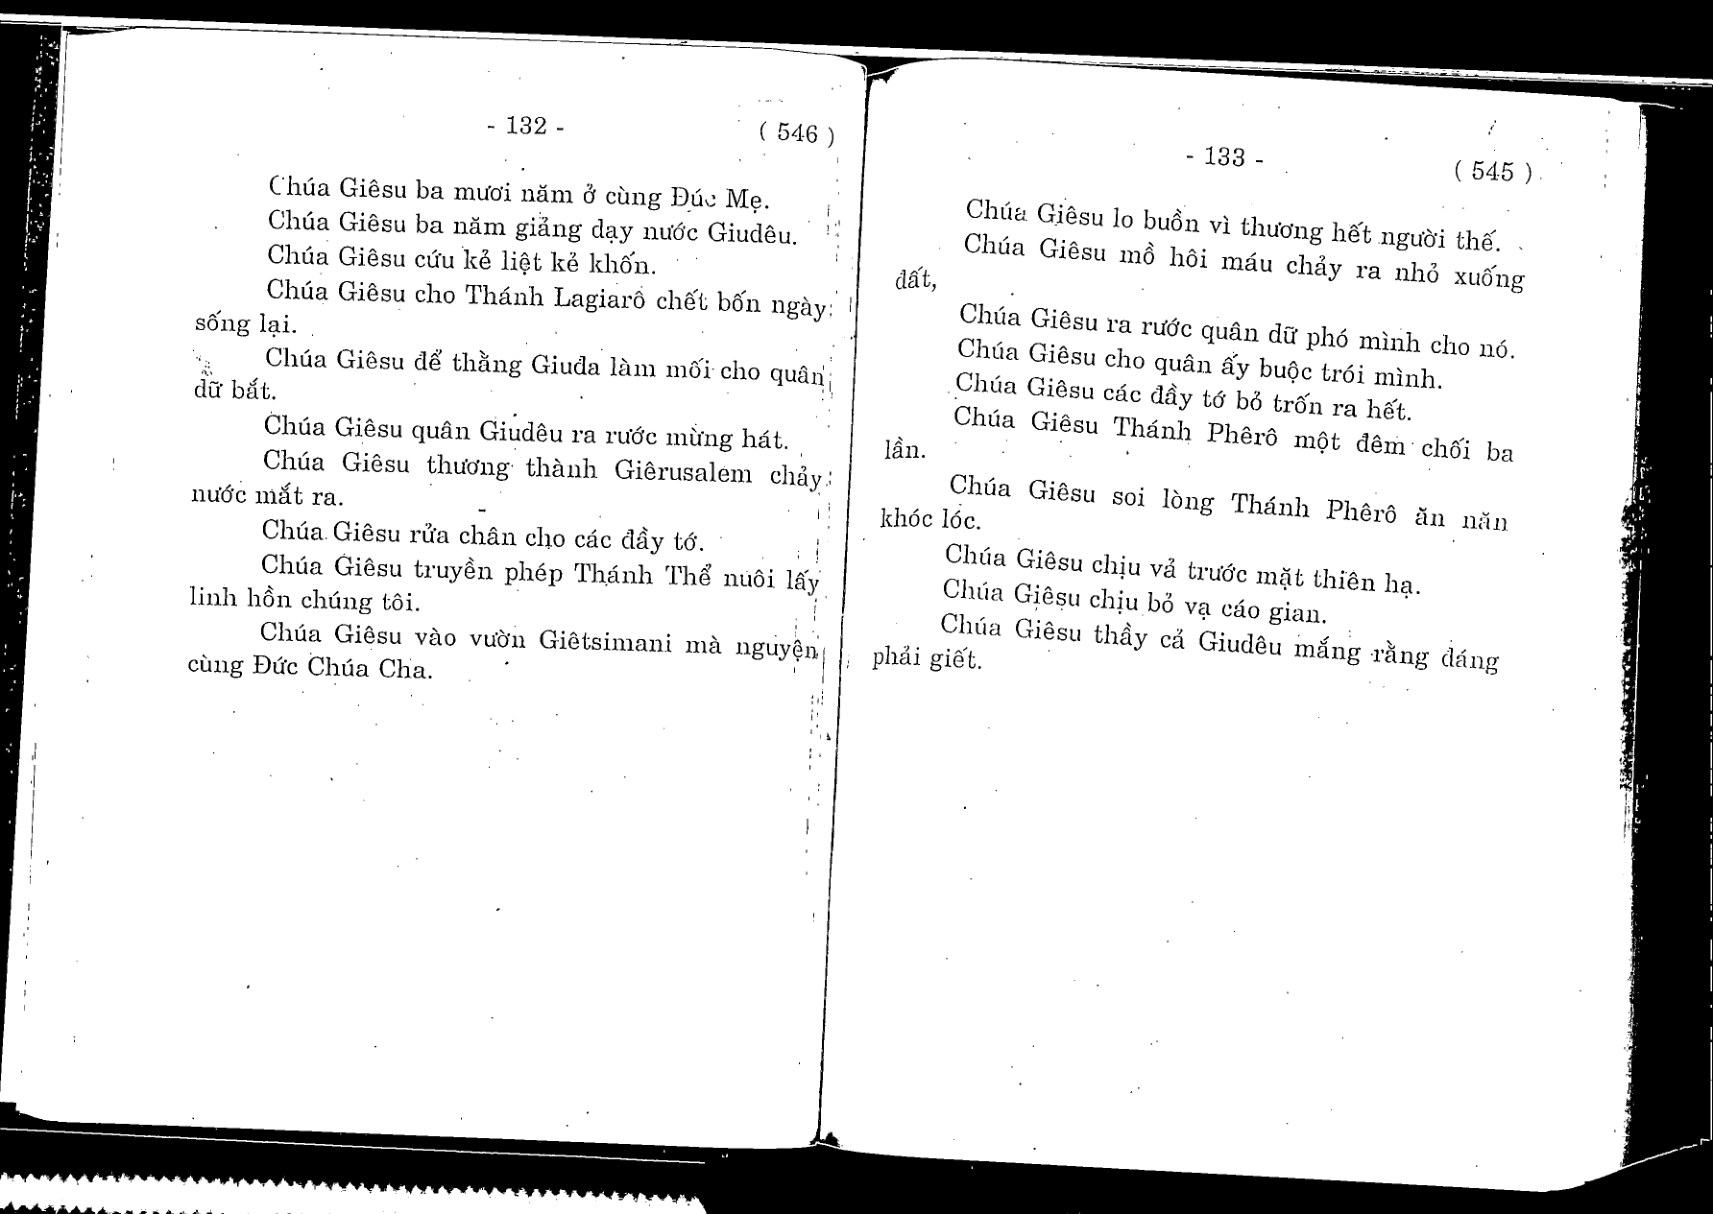 - 132 -
( 546 )
Chúa Giêsu ba mươi năm ở cùng Đức Mẹ.
Chúa Giêsu ba năm giảng dạy nước Giudêu.
Chúa Giêsu cứu kẻ liệt kẻ khốn.
Chúa Giêsu cho Thánh Lagiarô chết bốn ngày
sống lại.
Chúa Giêsu để thằng Giuđa làm mối cho quân
dữ bắt.
Chúa Giêsu quân Giudêu ra rước mừng hát.
Chúa Giêsu thương thành Giêrusalem chảy
nước mắt ra.
Chúa Giêsu rửa chân cho các đầy tớ.
Chúa Giêsu truyền phép Thánh Thể nuôi lấy
linh hồn chúng tôi.
Chúa Giêsu vào vườn Giêtsimani mà nguyện
cùng Đức Chúa Cha.
- 133 -
( 545 )
Chúa Giêsu lo buồn vì thương hết người thế.
Chúa Giêsu mồ hôi máu chảy ra nhỏ xuống
đất,
Chúa Giêsu ra rước quân dữ phó mình cho nó.
Chúa Giêsu cho quân ấy buộc trói mình.
Chúa Giêsu các đầy tớ bỏ trốn ra hết.
Chúa Giêsu Thánh Phêrô một đêm chối ba
lần.
Chúa Giêsu soi lòng Thánh Phêrô ăn năn
khóc lóc.
Chúa Giêsu chịu vả trước mặt thiên hạ.
Chúa Giêsu chịu bỏ vạ cáo gian.
Chúa Giêsu thầy cả Giudêu mắng rằng đáng
phải giết.